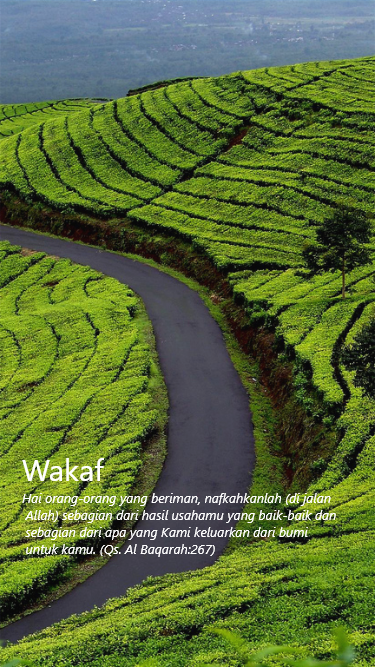 Wakaf
Hai orang-orang yang beriman, nafkahkanlah (di jalan
Allah) sebagian dari hasil usahamu yang baik-baik dan
sebagian dari apa yang Kami keluarkan dari bumi
untuk kamu. (Qs. Al Baqarah:267)